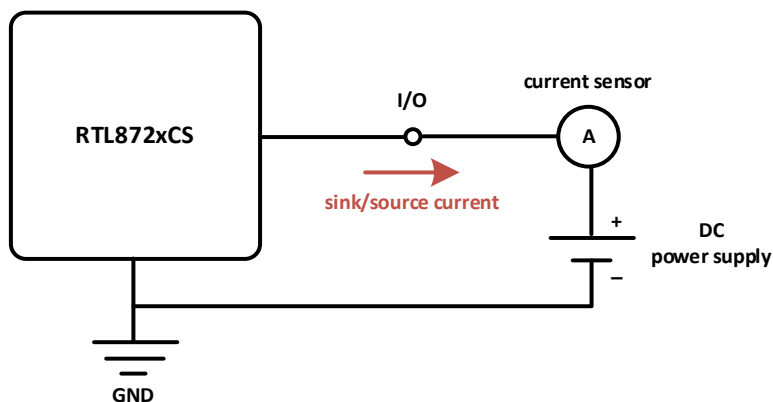 current sensor
I/O
RTL872xCS
A
sink/source current
+
DC
power supply
–
GND